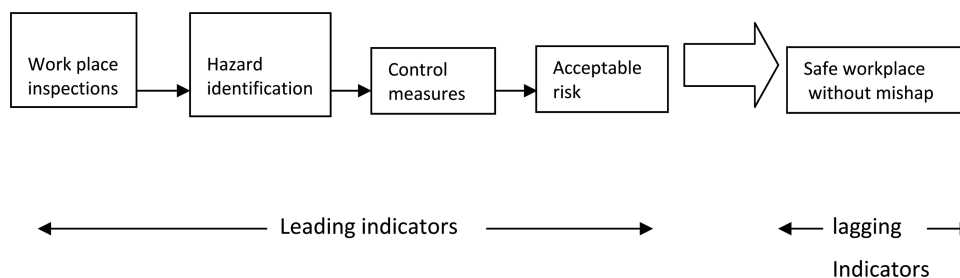 Work place
inspections
Hazard
identification
Control
measures
Acceptable
risk
Safe workplace
without mishap
Leading indicators
lagging
Indicators